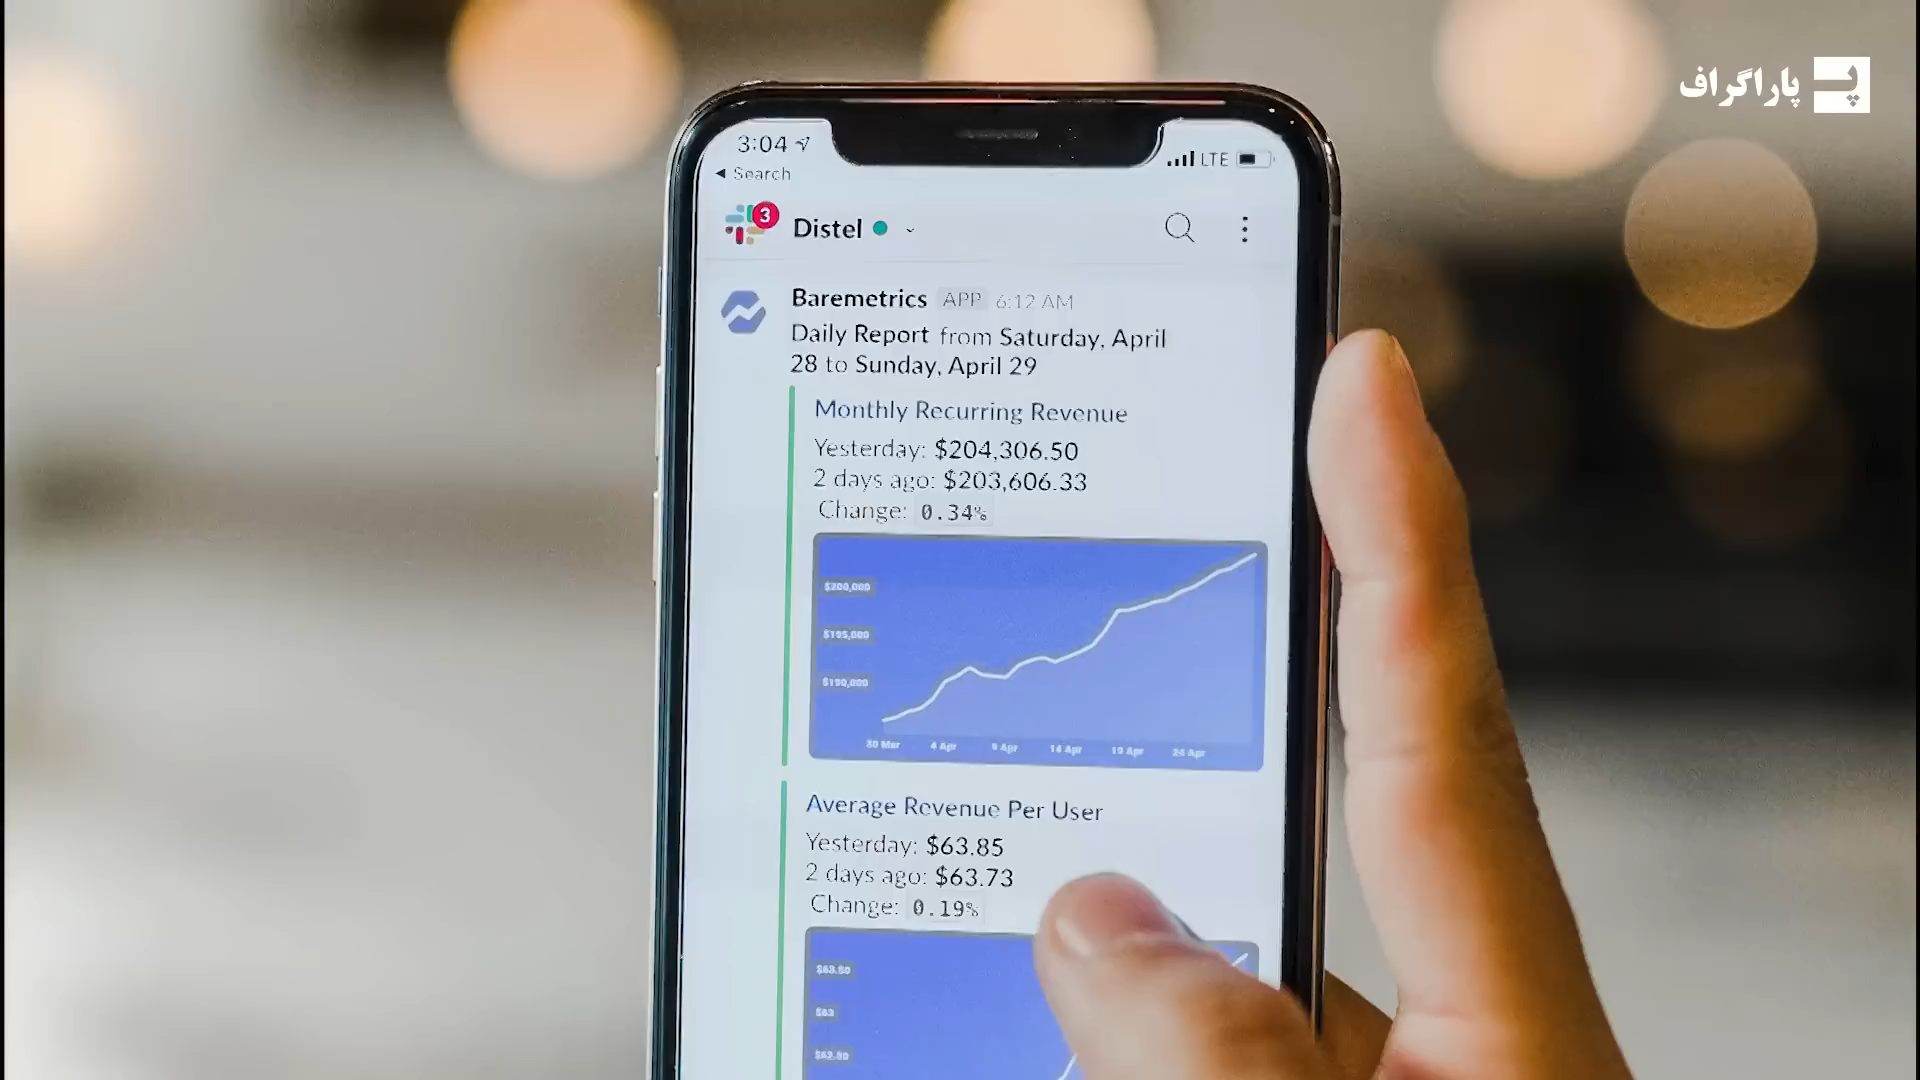 پاراگراف
3:04
LTE
Search
3
Distel
Baremetrics APP 6:12 AM
Daily Report from Saturday, April
28 to Sunday, April 29
Monthly Recurring Revenue
Yesterday: $204,306.50
2 days ago: $203,606.33
Change: 0.34%
$200,000
$195,000
$190,000
30 Mar 4 Apr 9 Apr 14 Apr 19 Apr 24 Apr
Average Revenue Per User
Yesterday: $63.85
2 days ago: $63.73
Change: 0.19%
$63.50
$63
$62.50